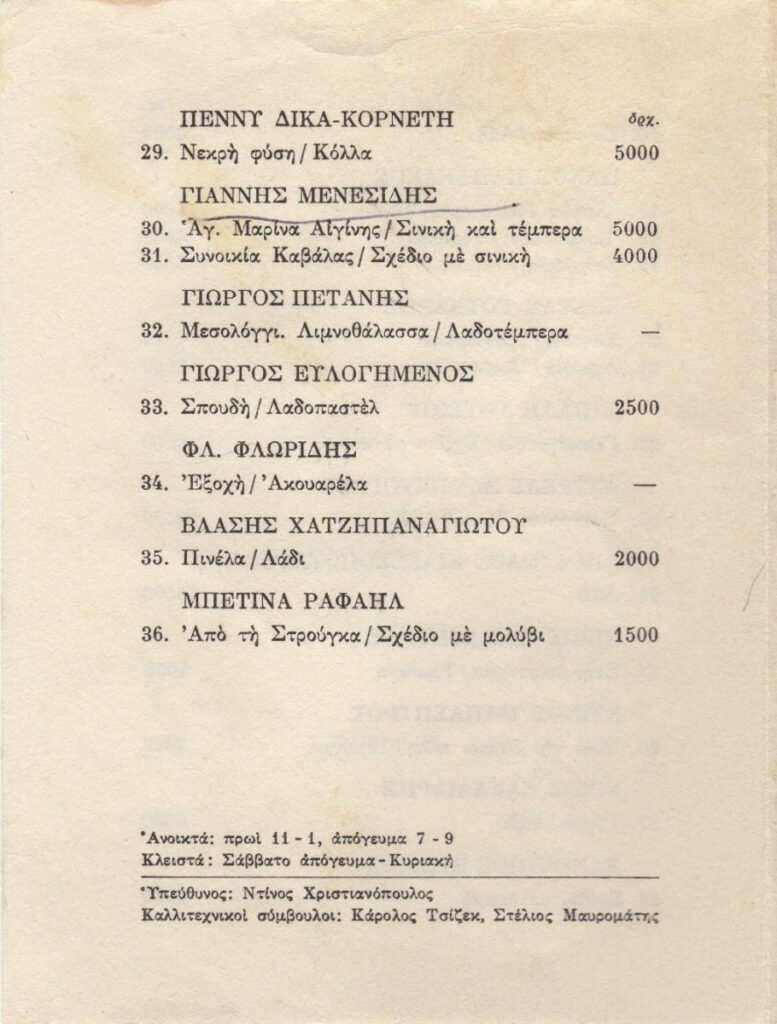 ΠΕΝΝΥ ΔΙΚΑ-ΚΟΡΝΕΤΗ δρχ.
29. Νεκρὴ φύση / Κόλλα 5000
ΓΙΑΝΝΗΣ ΜΕΝΕΣΙΔΗΣ
30. Ἁγ. Μαρίνα Αἰγίνης / Σινικὴ καὶ τέμπερα 5000
31. Συνοικία Καβάλας / Σχέδιο μὲ σινικὴ 4000
ΓΙΩΡΓΟΣ ΠΕΤΑΝΗΣ
32. Μεσολόγγι. Λιμνοθάλασσα / Λαδοτέμπερα —
ΓΙΩΡΓΟΣ ΕΥΛΟΓΗΜΕΝΟΣ
33. Σπουδὴ / Λαδοπαστὲλ 2500
ΦΛ. ΦΛΩΡΙΔΗΣ
34. Ἐξοχὴ / Ἀκουαρέλα —
ΒΛΑΣΗΣ ΧΑΤΖΗΠΑΝΑΓΙΩΤΟΥ
35. Πινέλα / Λάδι 2000
ΜΠΕΤΙΝΑ ΡΑΦΑΗΛ
36. Ἀπὸ τὴ Στρούγκα / Σχέδιο μὲ μολύβι 1500
Ἀνοικτά: πρωὶ 11 - 1, ἀπόγευμα 7 - 9
Κλειστά: Σάββατο ἀπόγευμα - Κυριακὴ
Ὑπεύθυνος: Ντίνος Χριστιανόπουλος
Καλλιτεχνικοὶ σύμβουλοι: Κάρολος Τσίζεκ, Στέλιος Μαυρομάτης